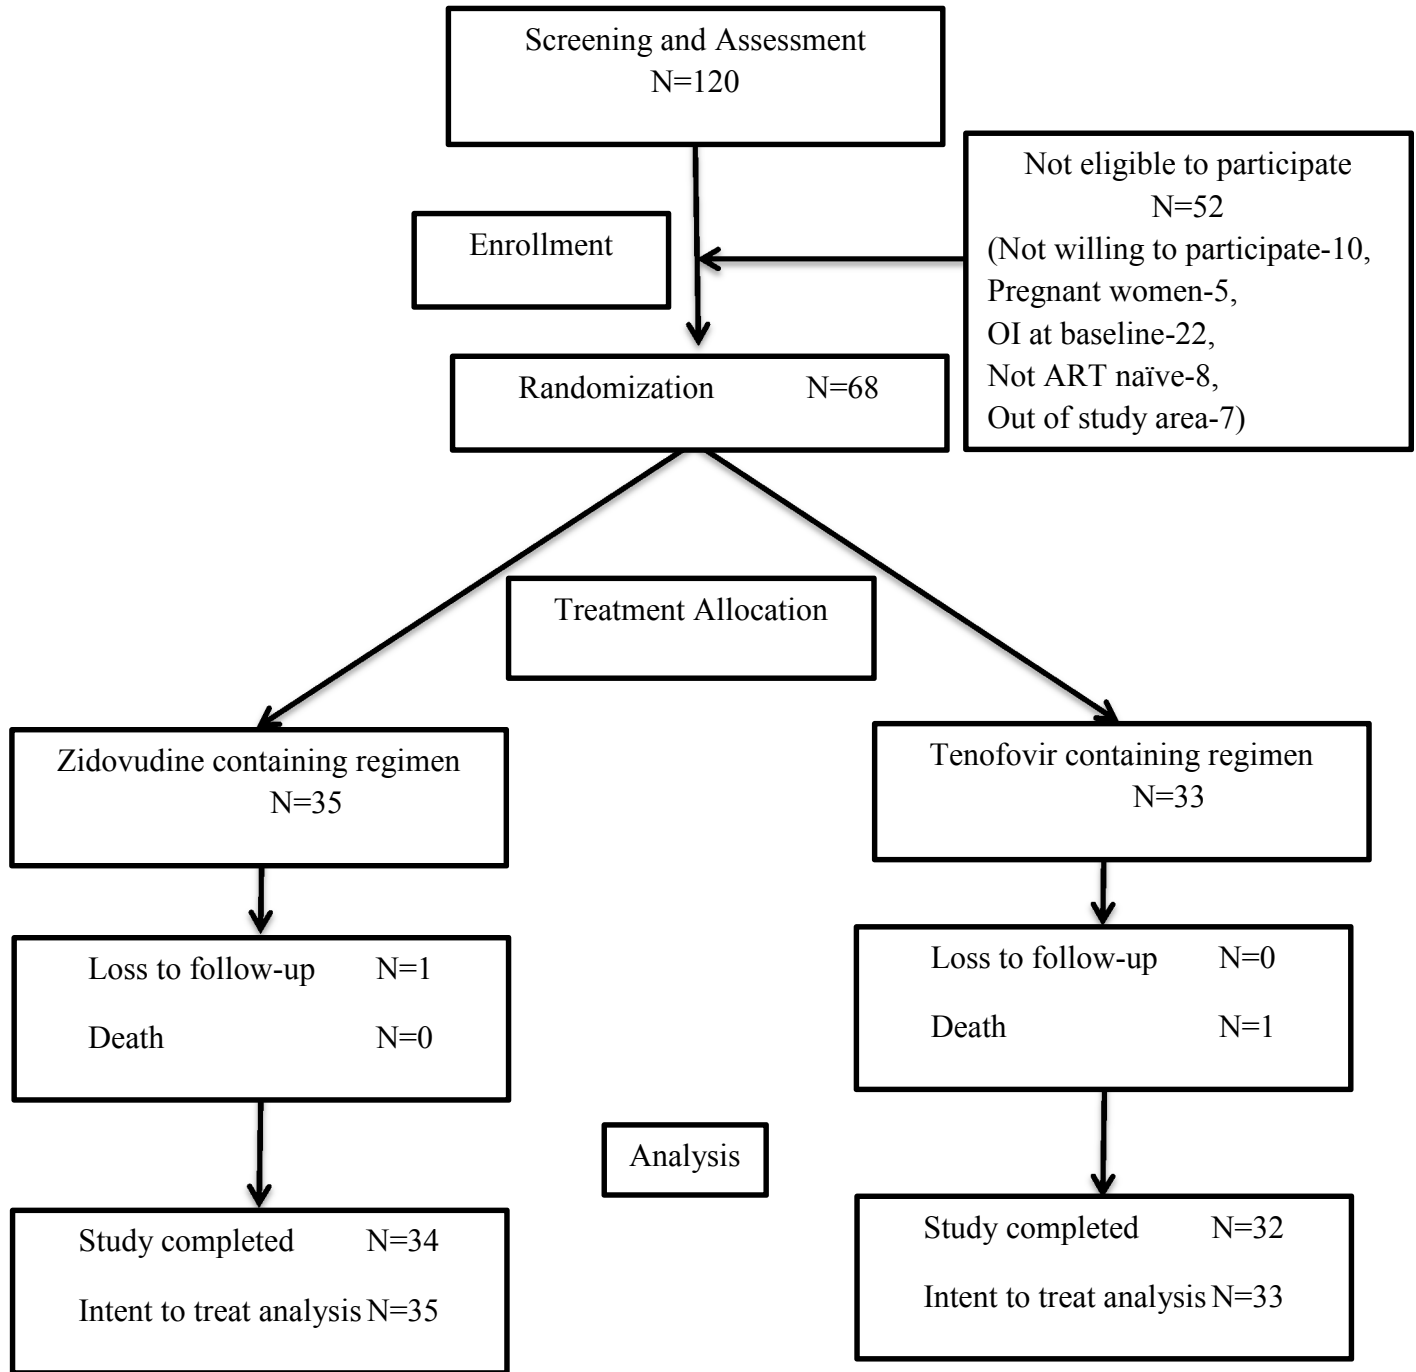 Screening and Assessment
N=120
Not eligible to participate
N=52
(Not willing to participate-10,
Pregnant women-5,
OI at baseline-22,
Not ART naïve-8,
Out of study area-7)
Enrollment
Randomization N=68
Treatment Allocation
Zidovudine containing regimen
N=35
Tenofovir containing regimen
N=33
Loss to follow-up N=1
Death N=0
Loss to follow-up N=0
Death N=1
Analysis
Study completed N=34
Intent to treat analysis N=35
Study completed N=32
Intent to treat analysis N=33